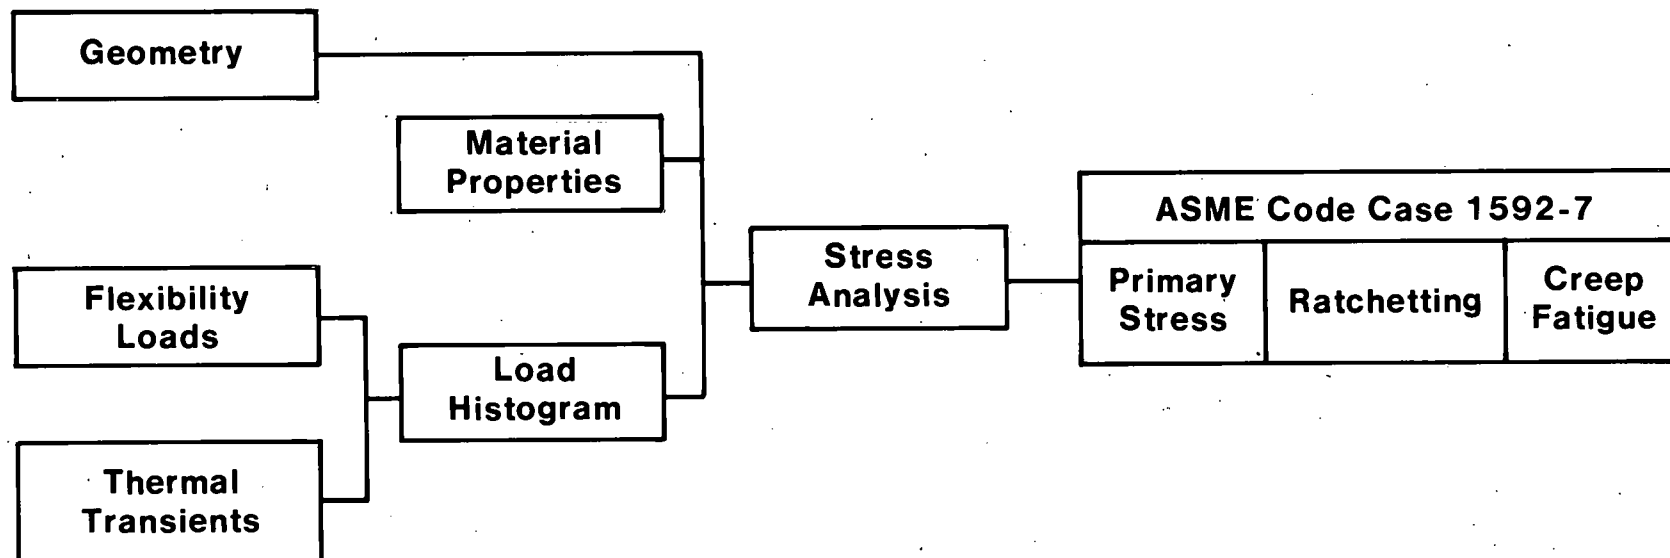 Geometry
Material
Properties
ASME Code Case 1592-7
Stress
Analysis
Primary
Stress
Ratchetting
Creep
Fatigue
Flexibility
Loads
Load
Histogram
Thermal
Transients